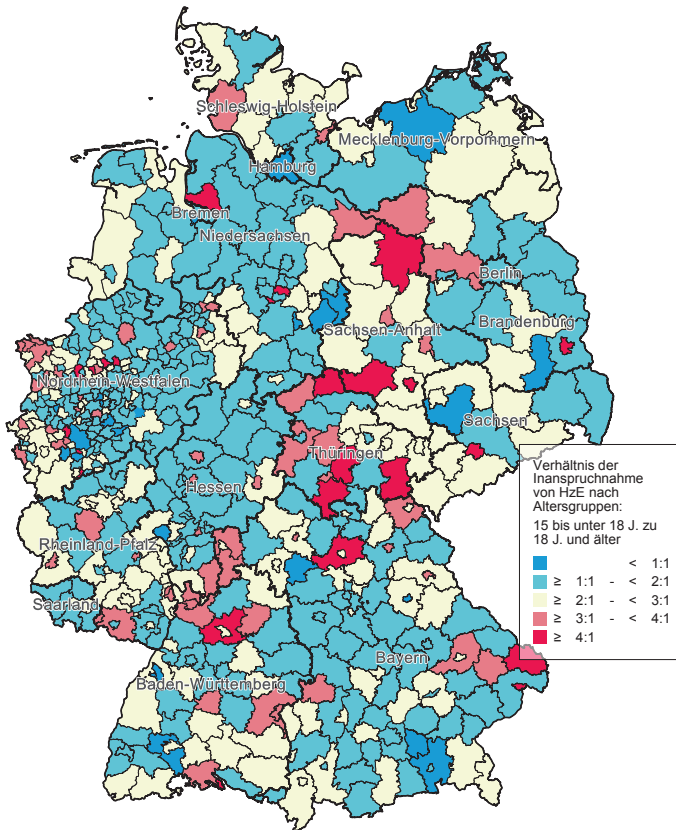 Schleswig-Holstein
Mecklenburg-Vorpommern
Hamburg
Bremen
Niedersachsen
Berlin
Brandenburg
Sachsen-Anhalt
Nordrhein-Westfalen
Sachsen
Thüringen
Hessen
Rheinland-Pfalz
Saarland
Bayern
Baden-Württemberg
Verhältnis der
Inanspruchnahme
von HzE nach
Altersgruppen:
15 bis unter 18 J. zu
18 J. und älter
< 1:1
≥ 1:1 - < 2:1
≥ 2:1 - < 3:1
≥ 3:1 - < 4:1
≥ 4:1